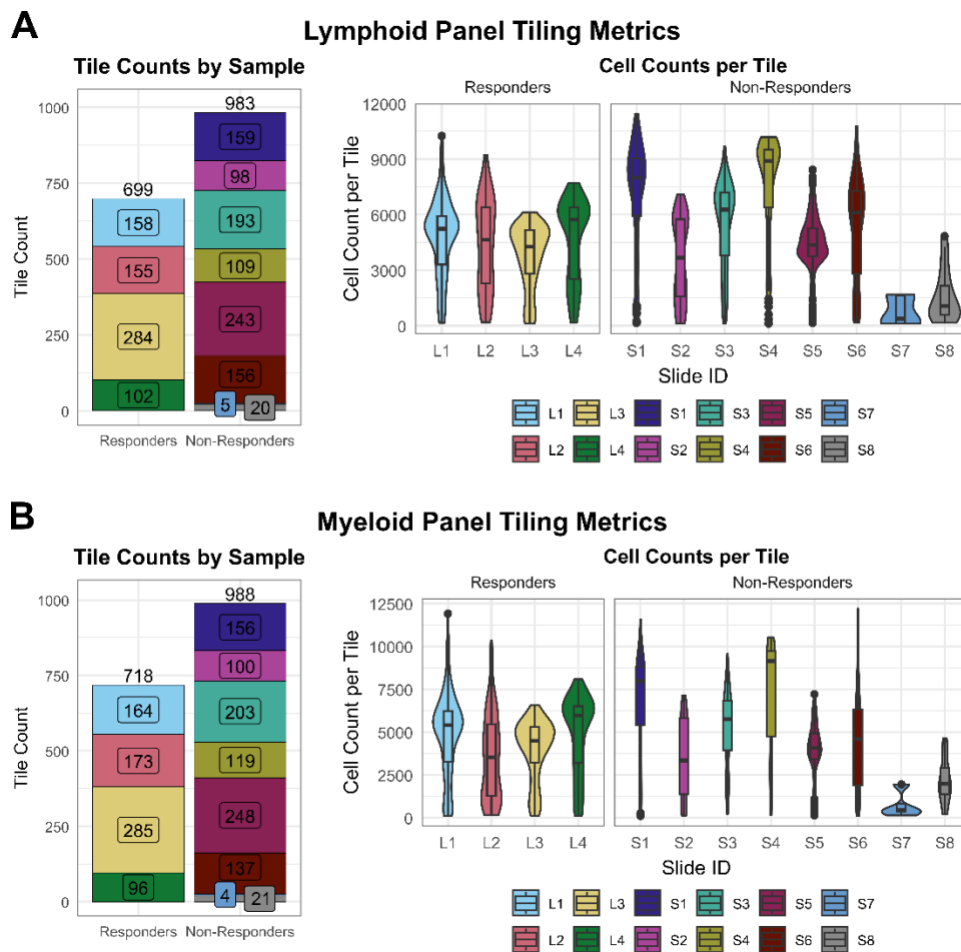 A
Lymphoid Panel Tiling Metrics
Tile Counts by Sample
Tile Count
1000
750
500
250
0
983
699
159
98
158
193
155
109
284
243
102
156
5
20
Responders
Non-Responders
Cell Counts per Tile
Responders
Non-Responders
Cell Count per Tile
12000
9000
6000
3000
0
L1 L2 L3 L4 S1 S2 S3 S4 S5 S6 S7 S8
Slide ID
L1 L3 S1 S3 S5 S7
L2 L4 S2 S4 S6 S8
B
Myeloid Panel Tiling Metrics
Tile Counts by Sample
Tile Count
1000
750
500
250
0
988
718
156
100
164
203
173
119
285
248
96
137
4
21
Responders
Non-Responders
Cell Counts per Tile
Responders
Non-Responders
Cell Count per Tile
12500
10000
7500
5000
2500
0
L1 L2 L3 L4 S1 S2 S3 S4 S5 S6 S7 S8
Slide ID
L1 L3 S1 S3 S5 S7
L2 L4 S2 S4 S6 S8